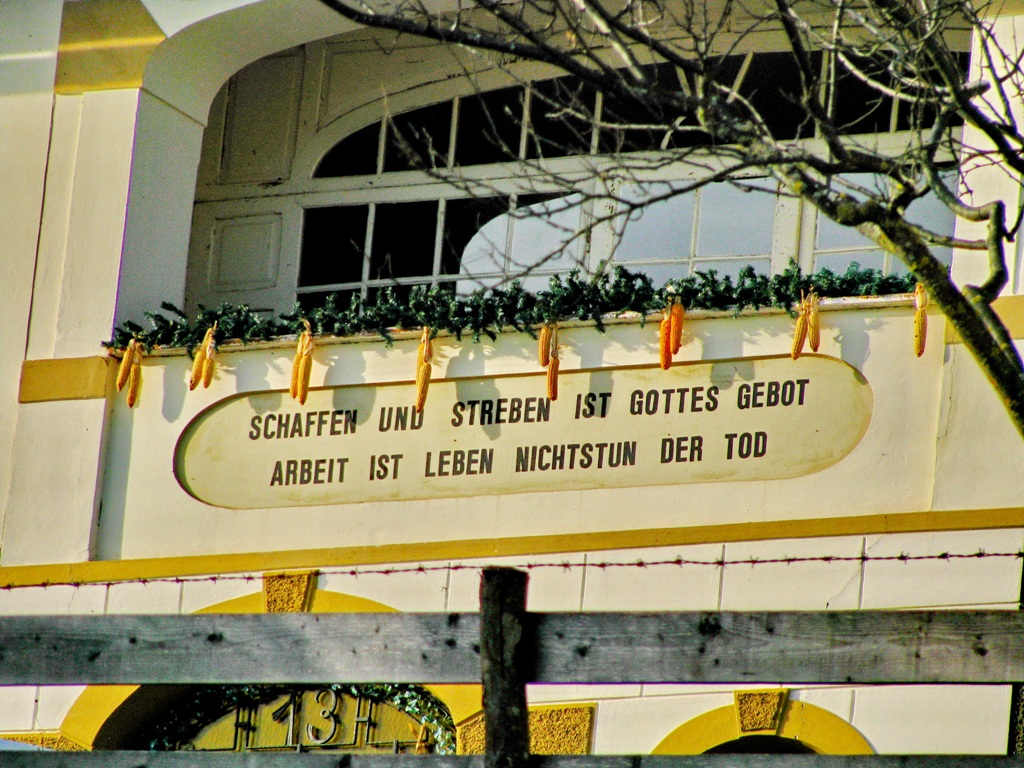 SCHAFFEN UND STREBEN IST GOTTES GEBOT
ARBEIT IST LEBEN NICHTSTUN DER TOD
H 13 H